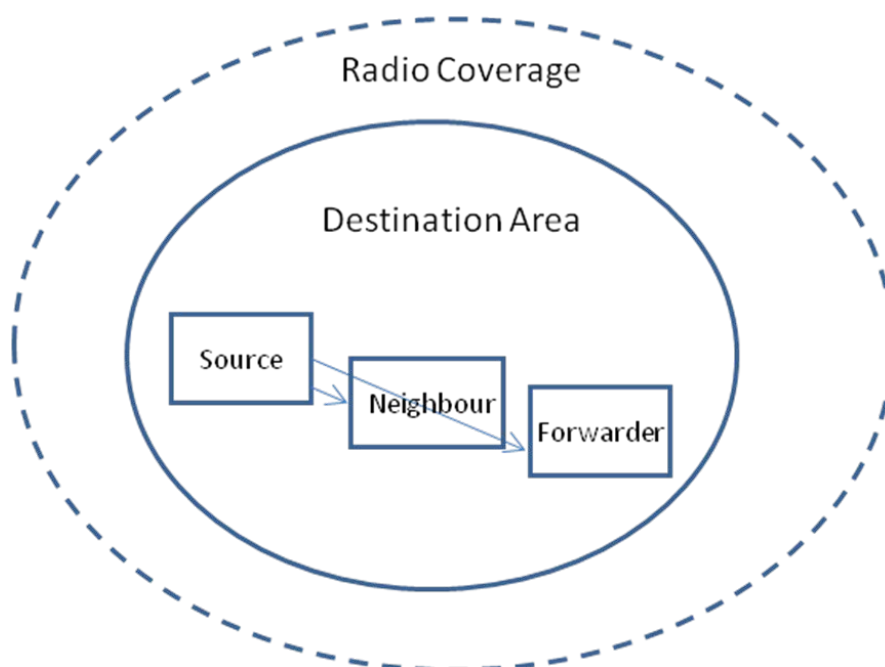 Radio Coverage
Destination Area
Source
Neighbour
Forwarder